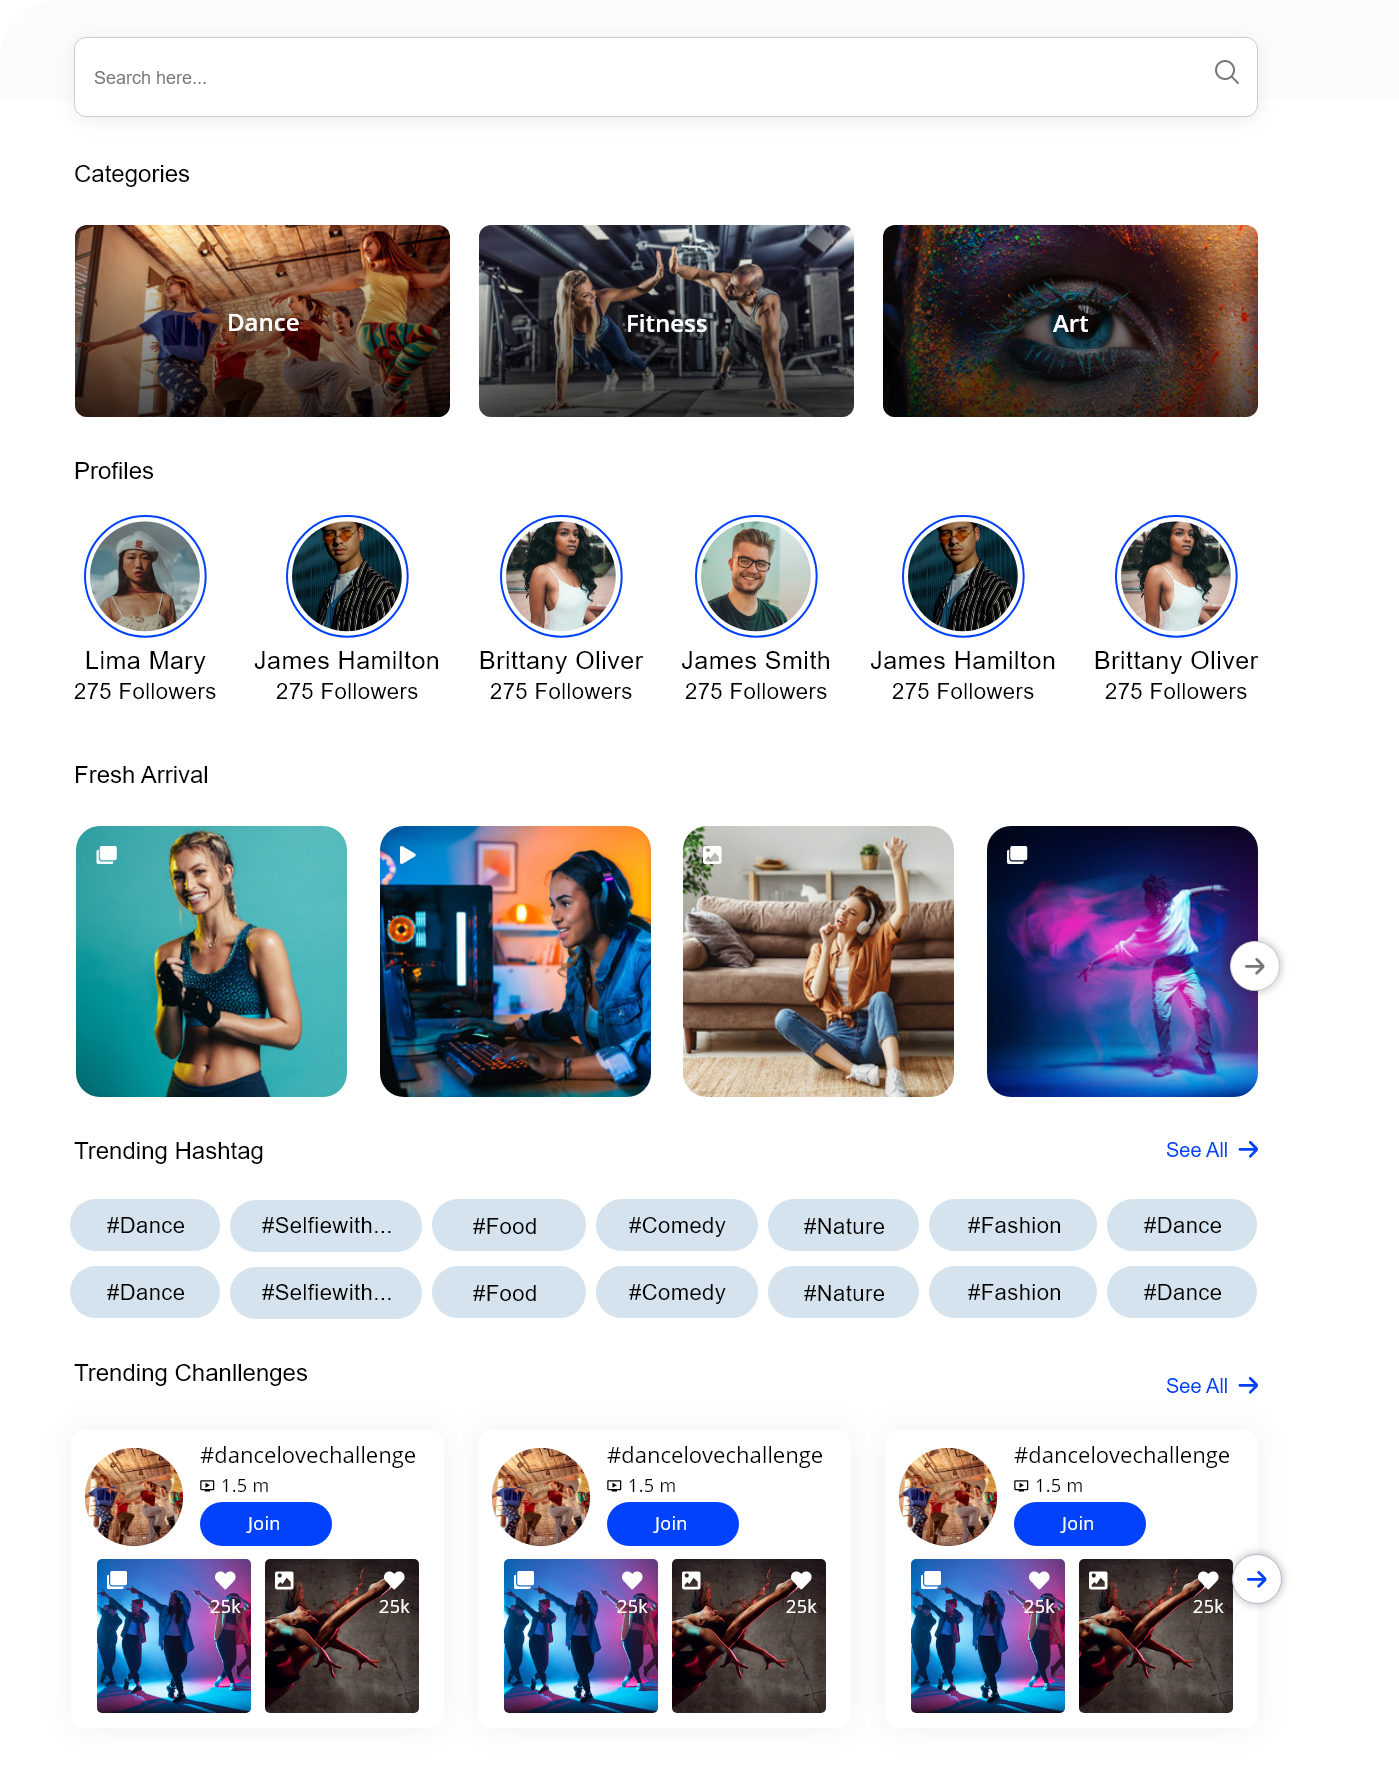 Search here...
Categories
Dance
Fitness
Art
Profiles
Lima Mary
275 Followers
James Hamilton
275 Followers
Brittany Oliver
275 Followers
James Smith
275 Followers
James Hamilton
275 Followers
Brittany Oliver
275 Followers
Fresh Arrival
Trending Hashtag
See All
#Dance #Selfiewith... #Food #Comedy #Nature #Fashion #Dance
#Dance #Selfiewith... #Food #Comedy #Nature #Fashion #Dance
Trending Chanllenges
See All
#dancelovechallenge
1.5 m
Join
25k
25k
#dancelovechallenge
1.5 m
Join
25k
25k
#dancelovechallenge
1.5 m
Join
25k
25k